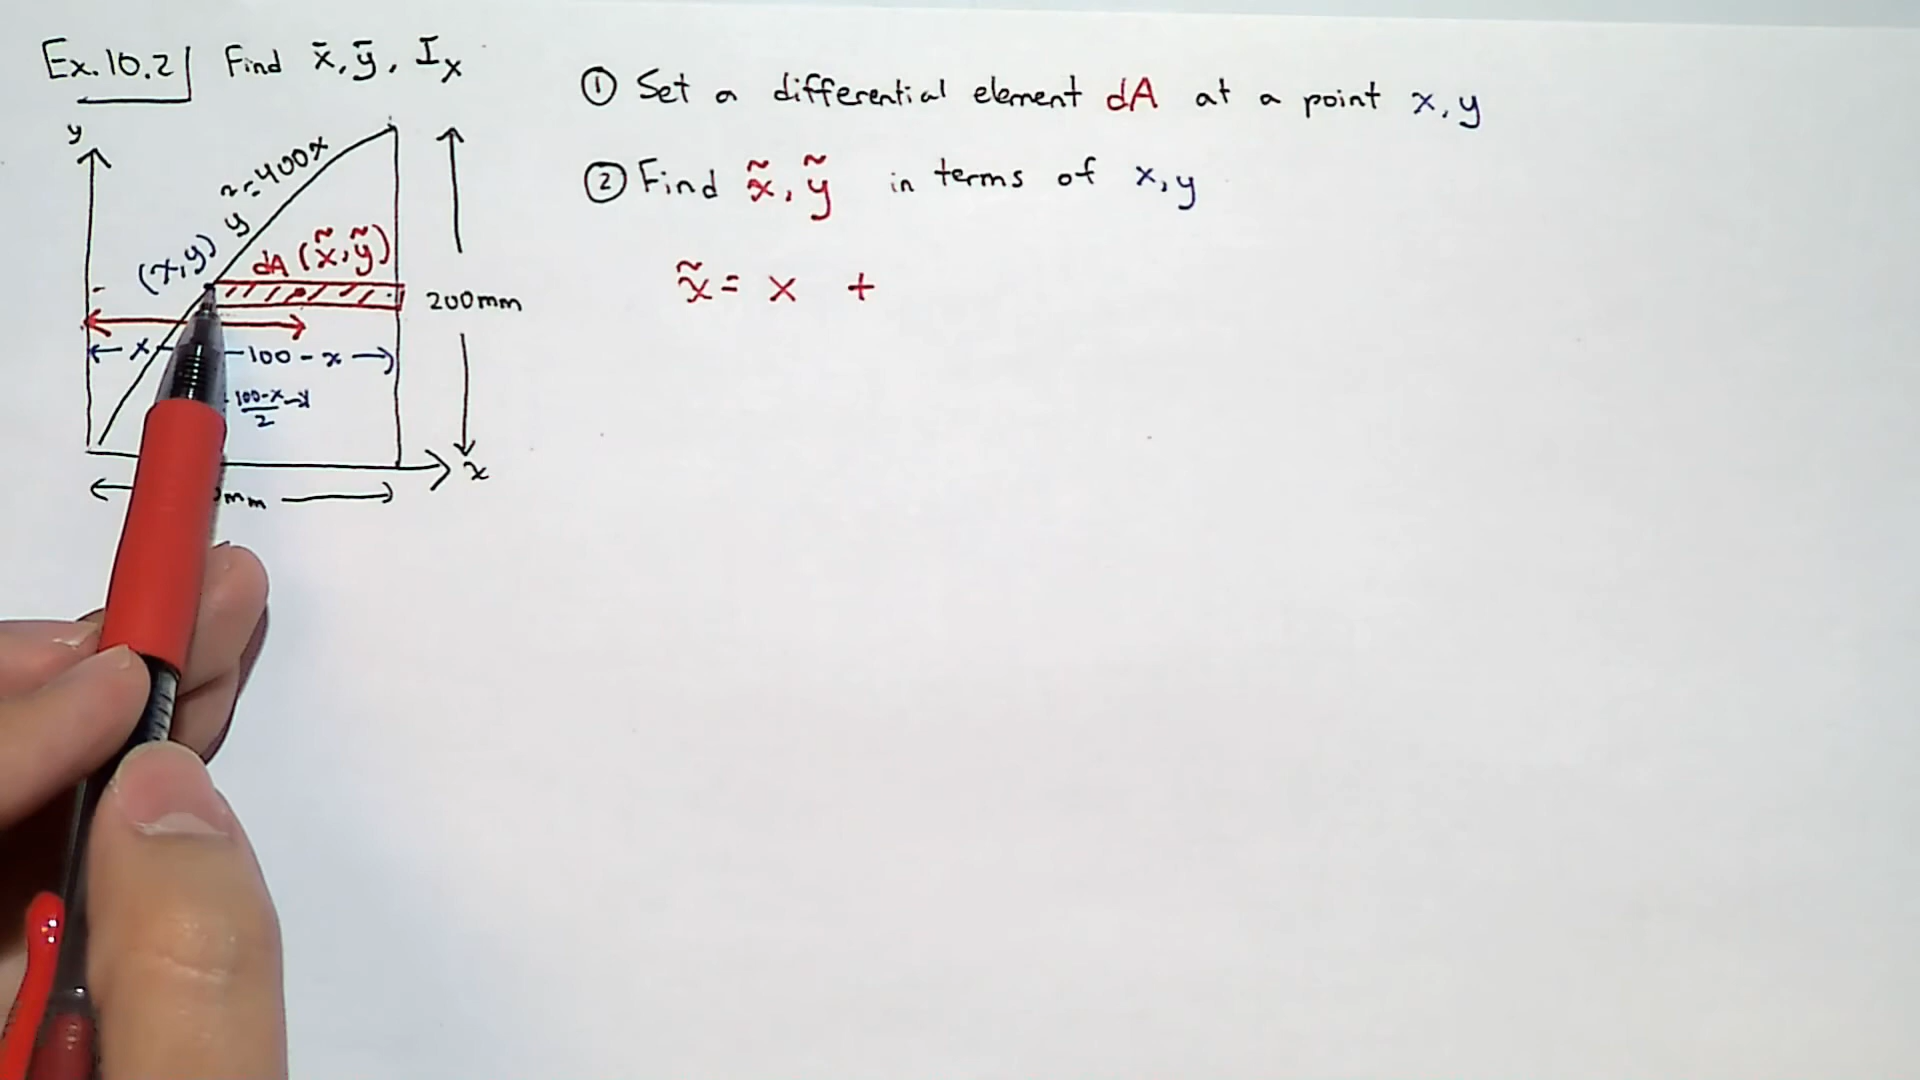 Ex. 10.2 Find x̄, ȳ, Ix
① Set a differential element dA at a point x, y
② Find x̃, ỹ in terms of x, y
x̃ = x +
y
y² = 400x
(x, y)
dA (x̃, ỹ)
200mm
x
100 - x
100-x
2
x
mm